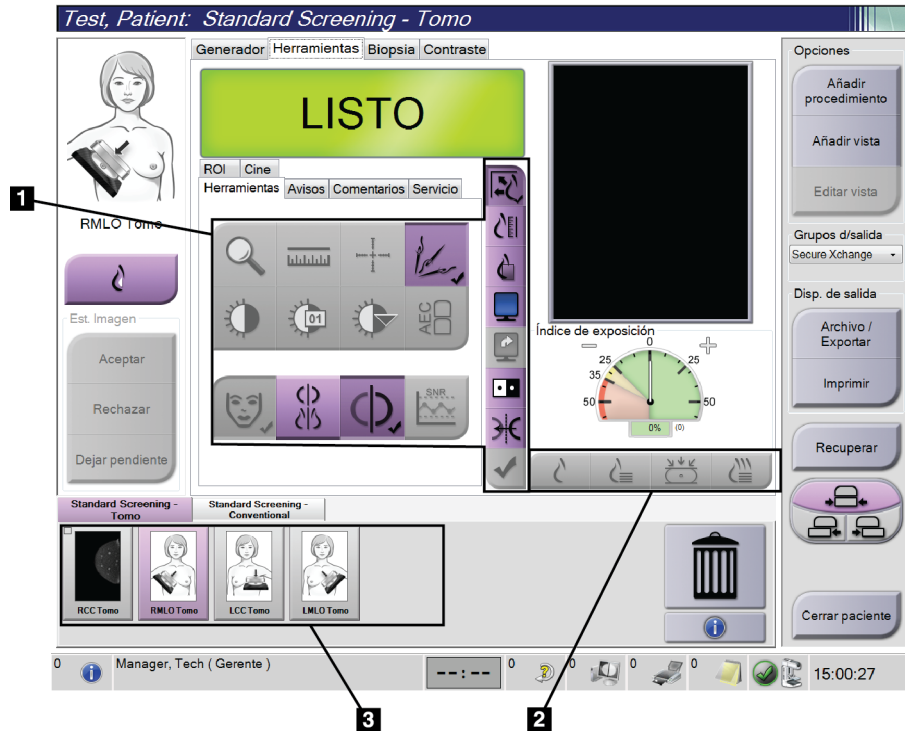 Test, Patient: Standard Screening - Tomo
Generador Herramientas Biopsia Contraste
LISTO
ROI Cine
Herramientas Avisos Comentarios Servicio
1
RMLO Tomo
Est. Imagen
Aceptar
Rechazar
Dejar pendiente
01
AEC
SNR
Índice de exposición
0
25 25
35
50 50
0% (0)
Opciones
Añadir
procedimiento
Añadir vista
Editar vista
Grupos d/salida
Secure Xchange
Disp. de salida
Archivo /
Exportar
Imprimir
Recuperar
Cerrar paciente
Standard Screening -
Tomo
Standard Screening -
Conventional
RCC Tomo
RMLO Tomo
LCC Tomo
LMLO Tomo
0 Manager, Tech ( Gerente ) --:-- 0 0 0 0 15:00:27
3
2